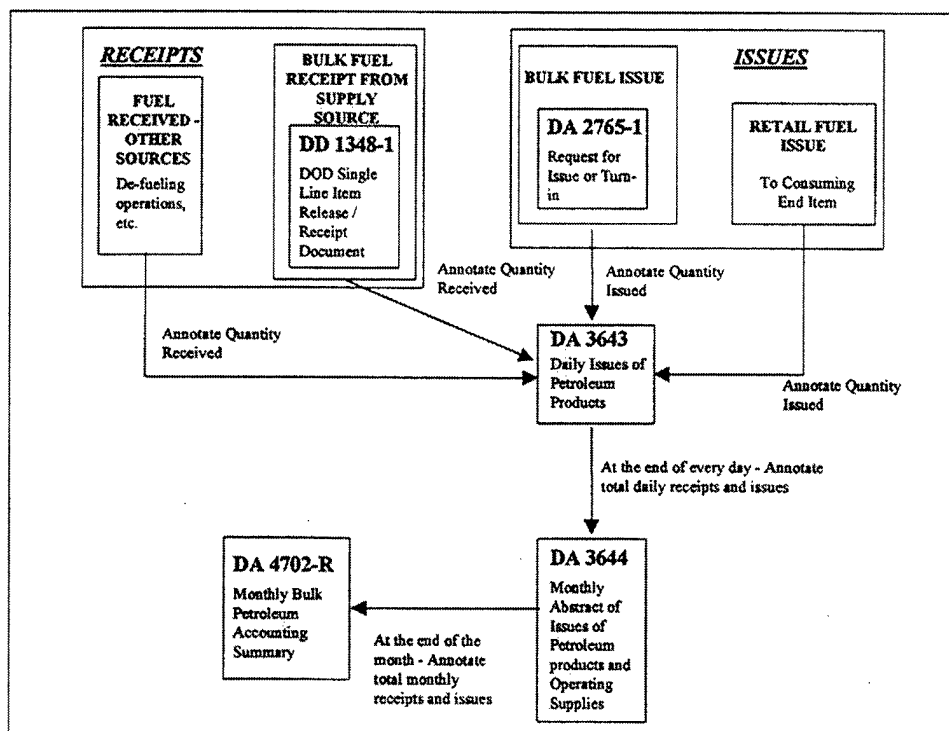 RECEIPTS
FUEL
RECEIVED -
OTHER
SOURCES
De-fueling
operations,
etc.
BULK FUEL
RECEIPT FROM
SUPPLY
SOURCE
DD 1348-1
DOD Single
Line Item
Release /
Receipt
Document
ISSUES
BULK FUEL ISSUE
DA 2765-1
Request for
Issue or Turn-
in
RETAIL FUEL
ISSUE
To Consuming
End Item
Annotate Quantity
Received
Annotate Quantity
Received
Annotate Quantity
Issued
Annotate Quantity
Issued
DA 3643
Daily Issues of
Petroleum
Products
At the end of every day - Annotate
total daily receipts and issues
DA 3644
Monthly
Abstract of
Issues of
Petroleum
products and
Operating
Supplies
At the end of the
month - Annotate
total monthly
receipts and issues
DA 4702-R
Monthly Bulk
Petroleum
Accounting
Summary